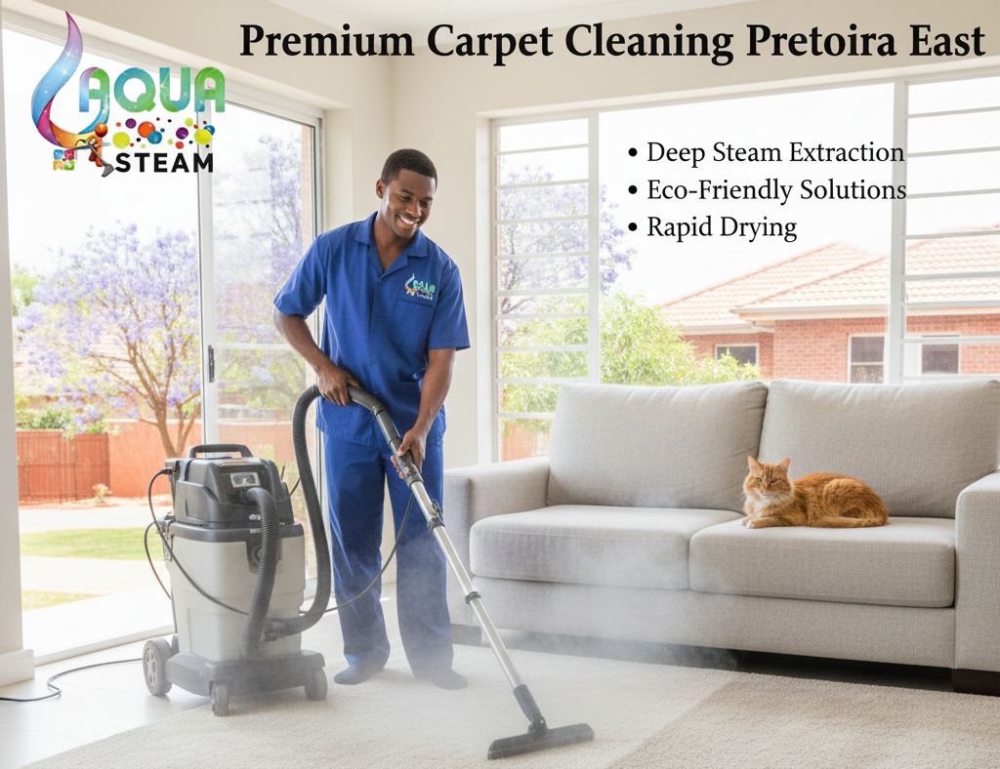 Premium Carpet Cleaning Pretoira East
AQUA
STEAM
• Deep Steam Extraction
• Eco-Friendly Solutions
• Rapid Drying